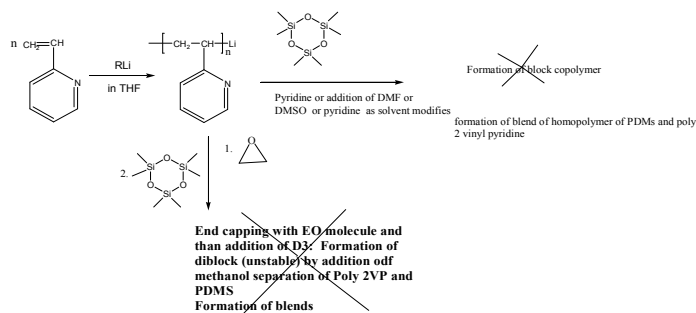 n CH2=CH
N
RLi
in THF
CH2-CH-Li
n
N
O
Si Si
O O
Si
Pyridine or addition of DMF or
DMSO or pyridine as solvent modifies
Formation of block copolymer
formation of blend of homopolymer of PDMs and poly
2 vinyl pyridine
1.
O
2.
O
Si Si
O O
Si
End capping with EO molecule and
than addition of D3: Formation of
diblock (unstable) by addition odf
methanol separation of Poly 2VP and
PDMS
Formation of blends